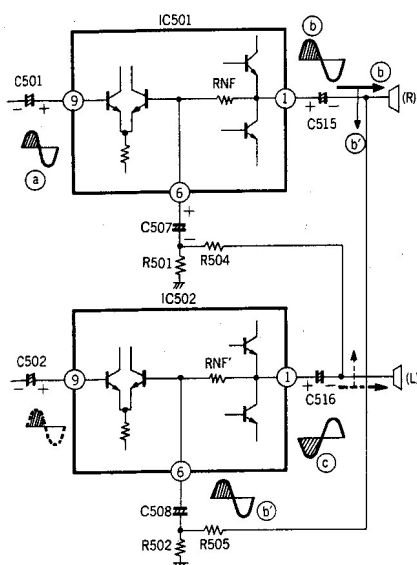 IC501
b
C501
9
RNF
1
b
(R)
C515
b'
a
6
C507
R504
R501
IC502
C502
9
RNF'
1
(L)
C516
6
c
b'
C508
R502
R505